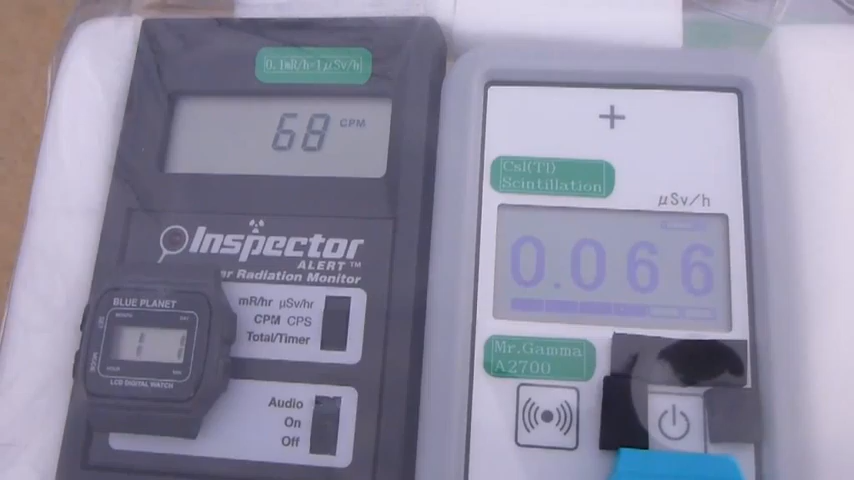 0.1mR/h=1μSv/h
68 CPM
Inspector
ALERT™
Radiation Monitor
mR/hr μSv/hr
CPM CPS
Total/Timer
Audio
On
Off
BLUE PLANET
LCD DIGITAL WATCH
+
CsI(Tl)
Scintillation
μSv/h
0.066
Mr.Gamma
A2700